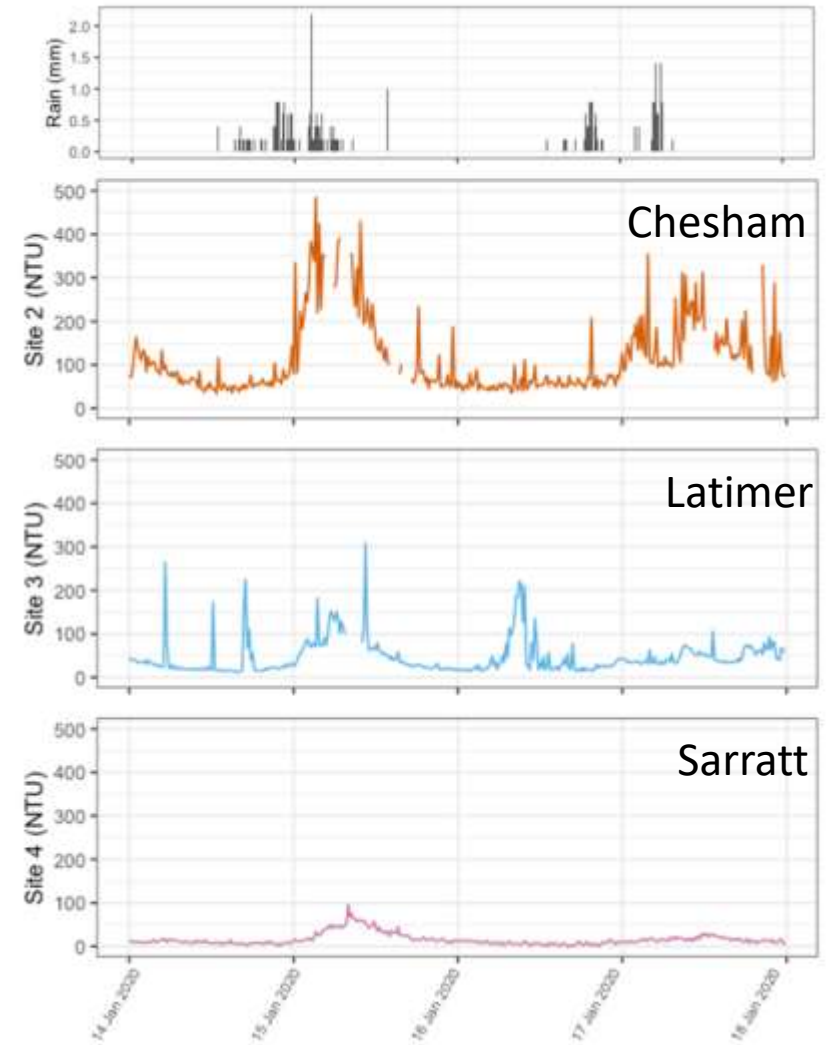 Rain (mm)
2.0
1.5
1.0
0.5
0.0
Site 2 (NTU)
500
400
300
200
100
0
Chesham
Site 3 (NTU)
500
400
300
200
100
0
Latimer
Site 4 (NTU)
500
400
300
200
100
0
Sarratt
14 Jan 2020
15 Jan 2020
16 Jan 2020
17 Jan 2020
18 Jan 2020